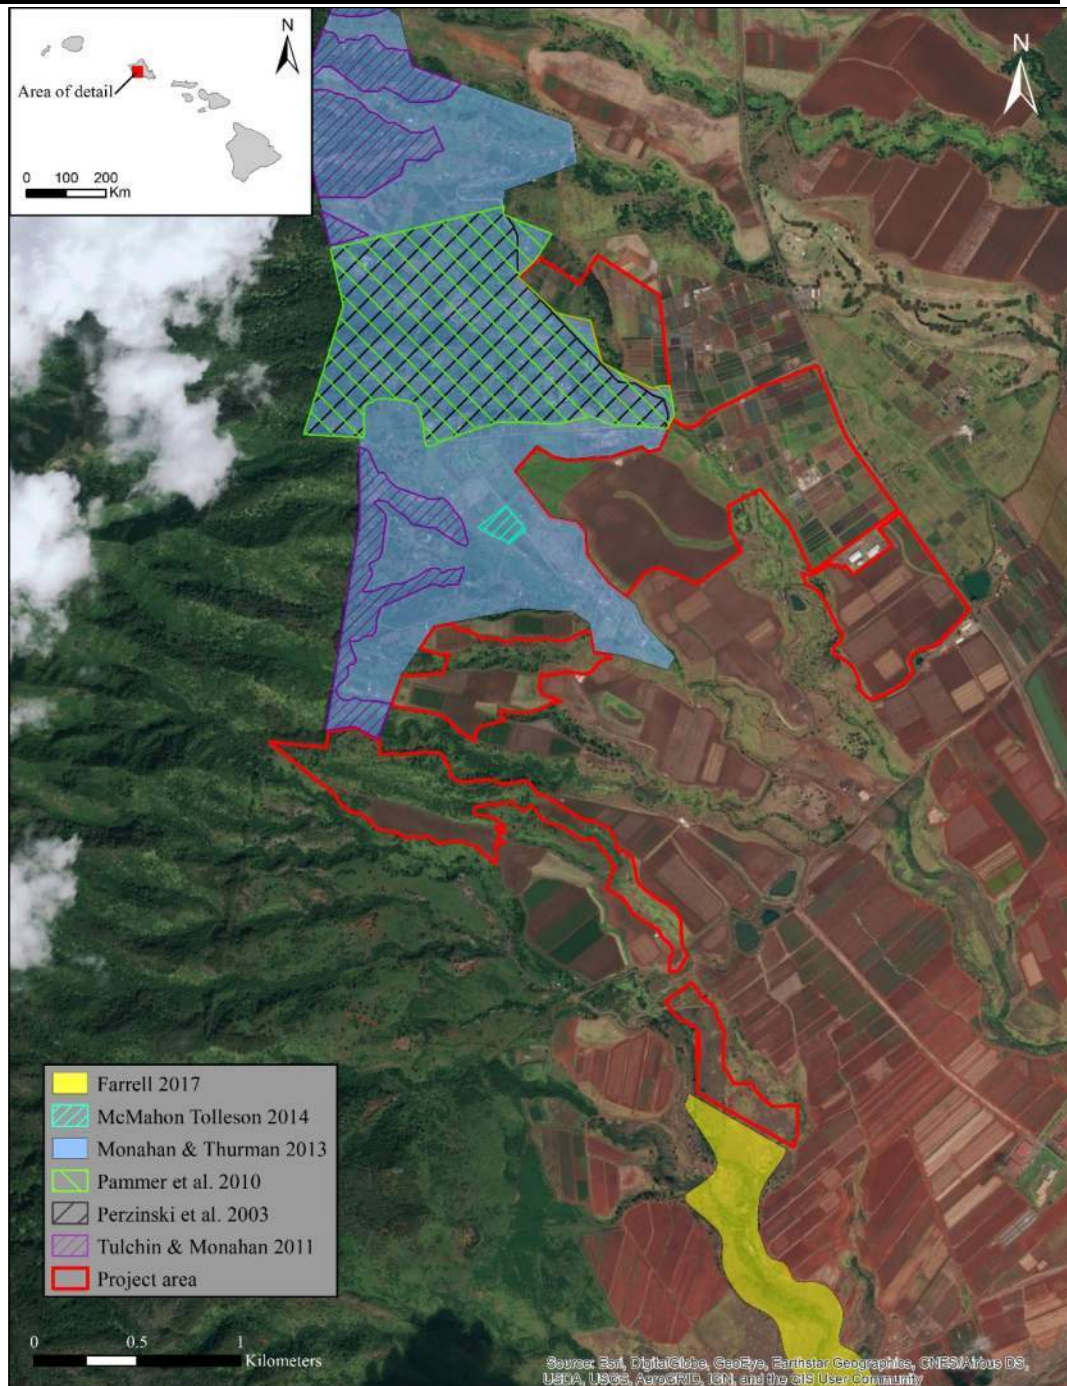 N
Area of detail
0 100 200
Km
N
Farrell 2017
McMahon Tolleson 2014
Monahan & Thurman 2013
Pammer et al. 2010
Perzinski et al. 2003
Tulchin & Monahan 2011
Project area
0 0.5 1
Kilometers
Source: Esri, DigitalGlobe, GeoEye, Earthstar Geographics, CNES/Airbus DS,
USDA, USGS, AeroGRID, IGN, and the GIS User Community